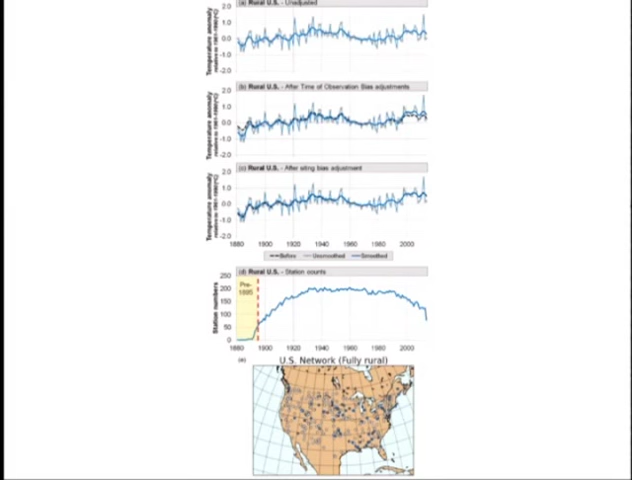 (a) Rural U.S. - Unadjusted
2.0
1.0
0.0
-1.0
-2.0
Temperature anomaly
(b) Rural U.S. - After Time of Observation Bias adjustments
2.0
1.0
0.0
-1.0
-2.0
Temperature anomaly
(c) Rural U.S. - After siting bias adjustment
2.0
1.0
0.0
-1.0
-2.0
Temperature anomaly
1880 1900 1920 1940 1960 1980 2000
Before Unsmoothed Smoothed
(d) Rural U.S. - Station counts
250
200
150
100
50
0
Station numbers
Pre-
1895
1880 1900 1920 1940 1960 1980 2000
(e) U.S. Network (Fully rural)